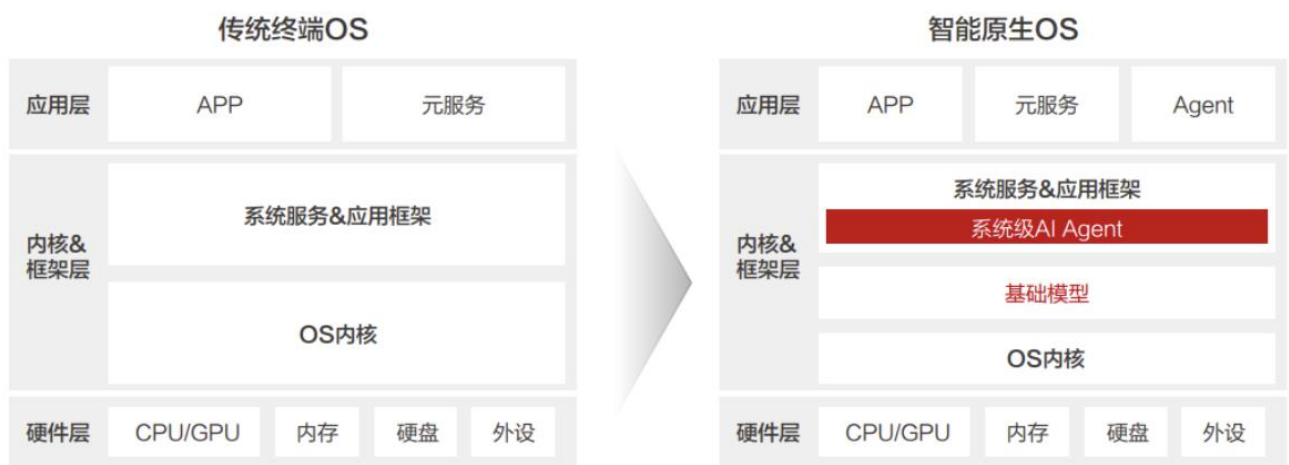 传统终端OS
应用层
APP
元服务
内核&
框架层
系统服务&应用框架
OS内核
硬件层
CPU/GPU
内存
硬盘
外设
智能原生OS
应用层
APP
元服务
Agent
内核&
框架层
系统服务&应用框架
系统级AI Agent
基础模型
OS内核
硬件层
CPU/GPU
内存
硬盘
外设